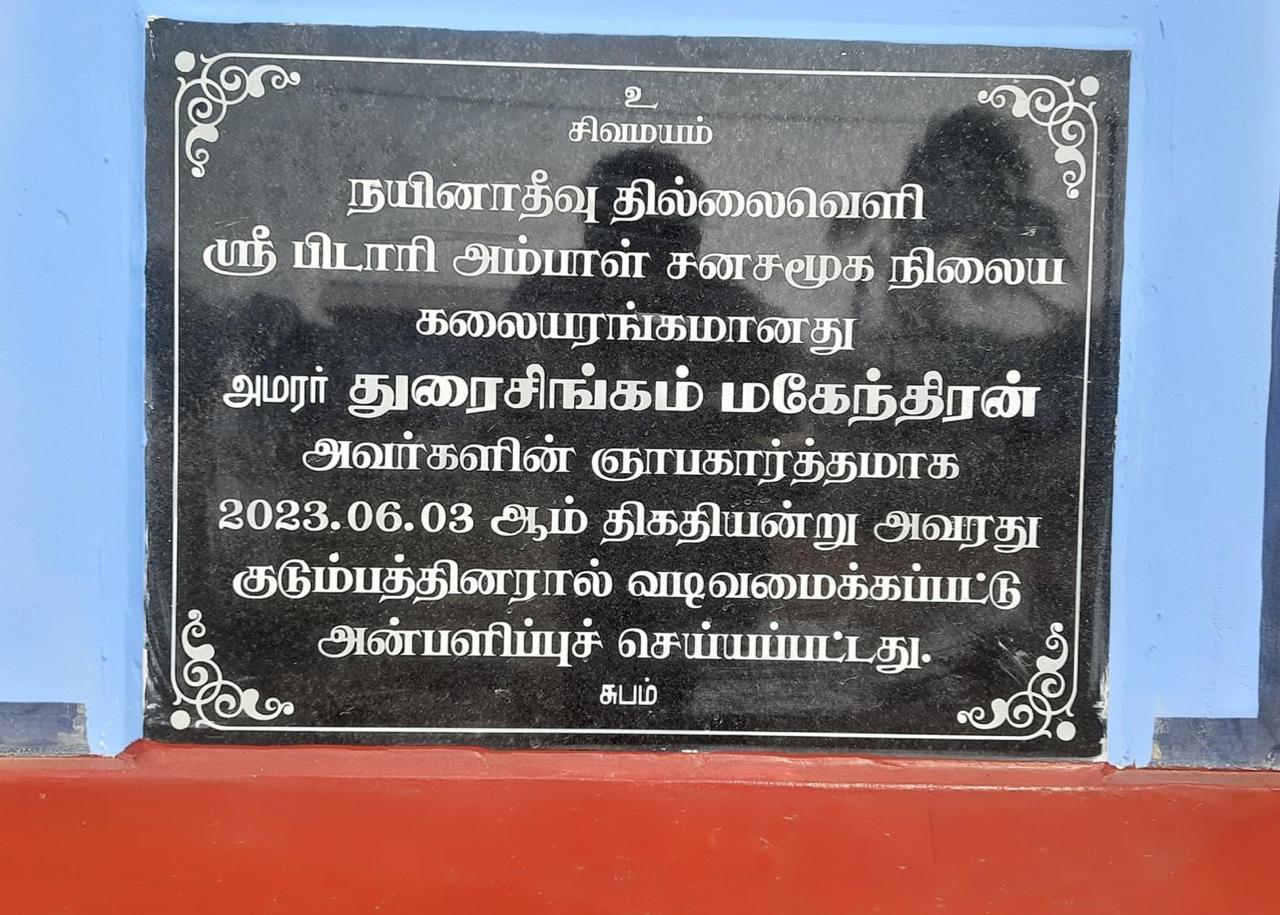 உ
சிவமயம்
நயினாதீவு தில்லைவெளி
ஸ்ரீ பிடாரி அம்பாள் சனசமூக நிலைய
கலையரங்கமானது
அமரர் துரைசிங்கம் மகேந்திரன்
அவர்களின் ஞாபகார்த்தமாக
2023.06.03 ஆம் திகதியன்று அவரது
குடும்பத்தினரால் வடிவமைக்கப்பட்டு
அன்பளிப்புச் செய்யப்பட்டது.
சுபம்